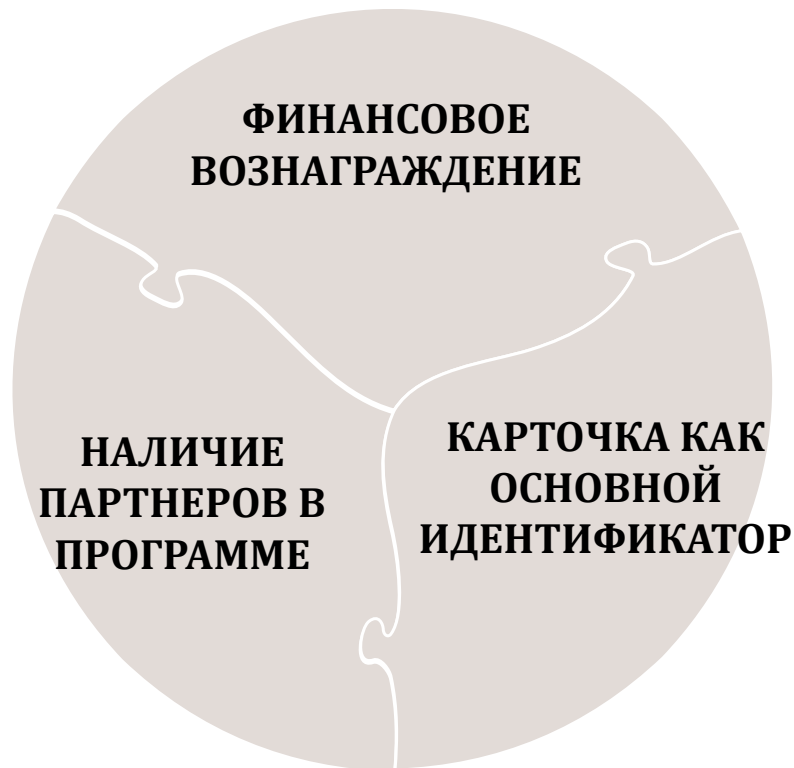 ФИНАНСОВОЕ
ВОЗНАГРАЖДЕНИЕ
НАЛИЧИЕ
ПАРТНЕРОВ В
ПРОГРАММЕ
КАРТОЧКА КАК
ОСНОВНОЙ
ИДЕНТИФИКАТОР